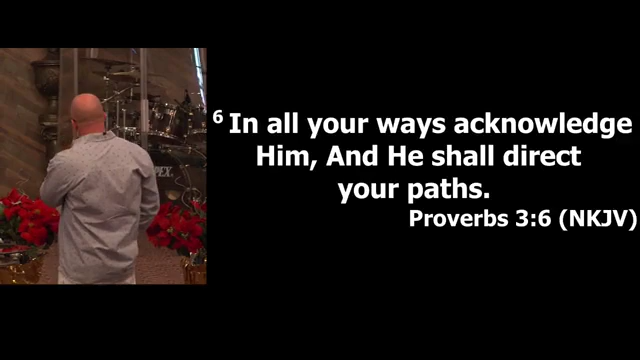 6 In all your ways acknowledge
Him, And He shall direct
your paths.
Proverbs 3:6 (NKJV)